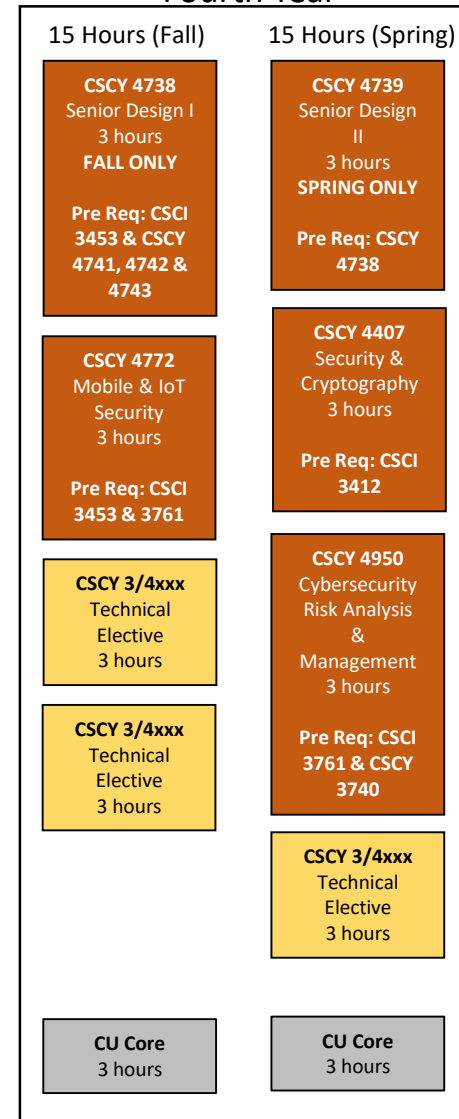 15 Hours (Fall)
CSCY 4738
Senior Design I
3 hours
FALL ONLY
Pre Req: CSCI
3453 & CSCY
4741, 4742 &
4743
CSCY 4772
Mobile & IoT
Security
3 hours
Pre Req: CSCI
3453 & 3761
CSCY 3/4xxx
Technical
Elective
3 hours
CSCY 3/4xxx
Technical
Elective
3 hours
CU Core
3 hours
15 Hours (Spring)
CSCY 4739
Senior Design
II
3 hours
SPRING ONLY
Pre Req: CSCY
4738
CSCY 4407
Security &
Cryptography
3 hours
Pre Req: CSCI
3412
CSCY 4950
Cybersecurity
Risk Analysis
&
Management
3 hours
Pre Req: CSCI
3761 & CSCY
3740
CSCY 3/4xxx
Technical
Elective
3 hours
CU Core
3 hours